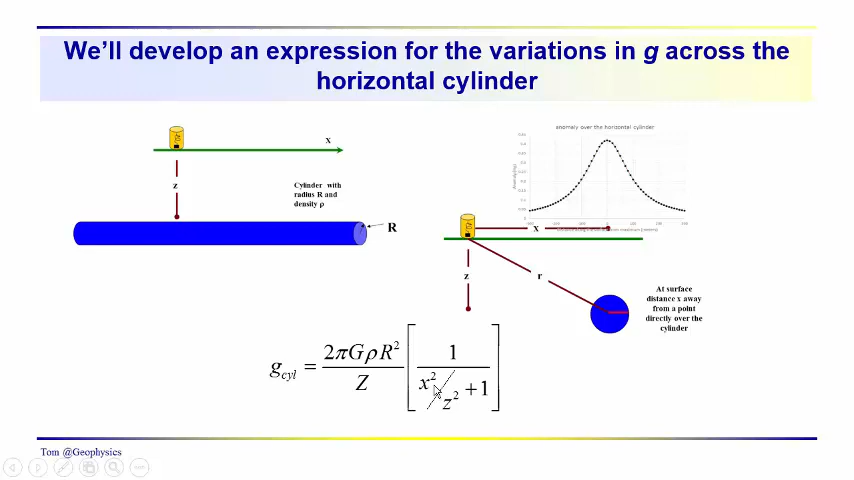 We’ll develop an expression for the variations in g across the
horizontal cylinder
x
z
Cylinder with
radius R and
density ρ
R
anomaly over the horizontal cylinder
x
z
r
At surface
distance x away
from a point
directly over the
cylinder
g_cyl = 2πGρR²/Z [ 1 / (x²/z² + 1) ]
Tom @Geophysics